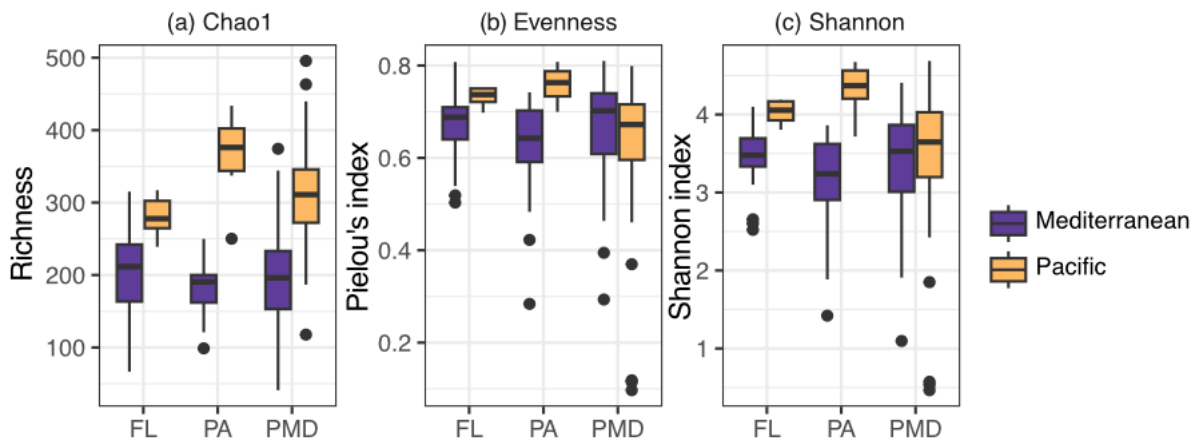 (a) Chao1
(b) Evenness
(c) Shannon
Richness
500
400
300
200
100
FL
PA
PMD
Pielou's index
0.8
0.6
0.4
0.2
FL
PA
PMD
Shannon index
4
3
2
1
FL
PA
PMD
Mediterranean
Pacific